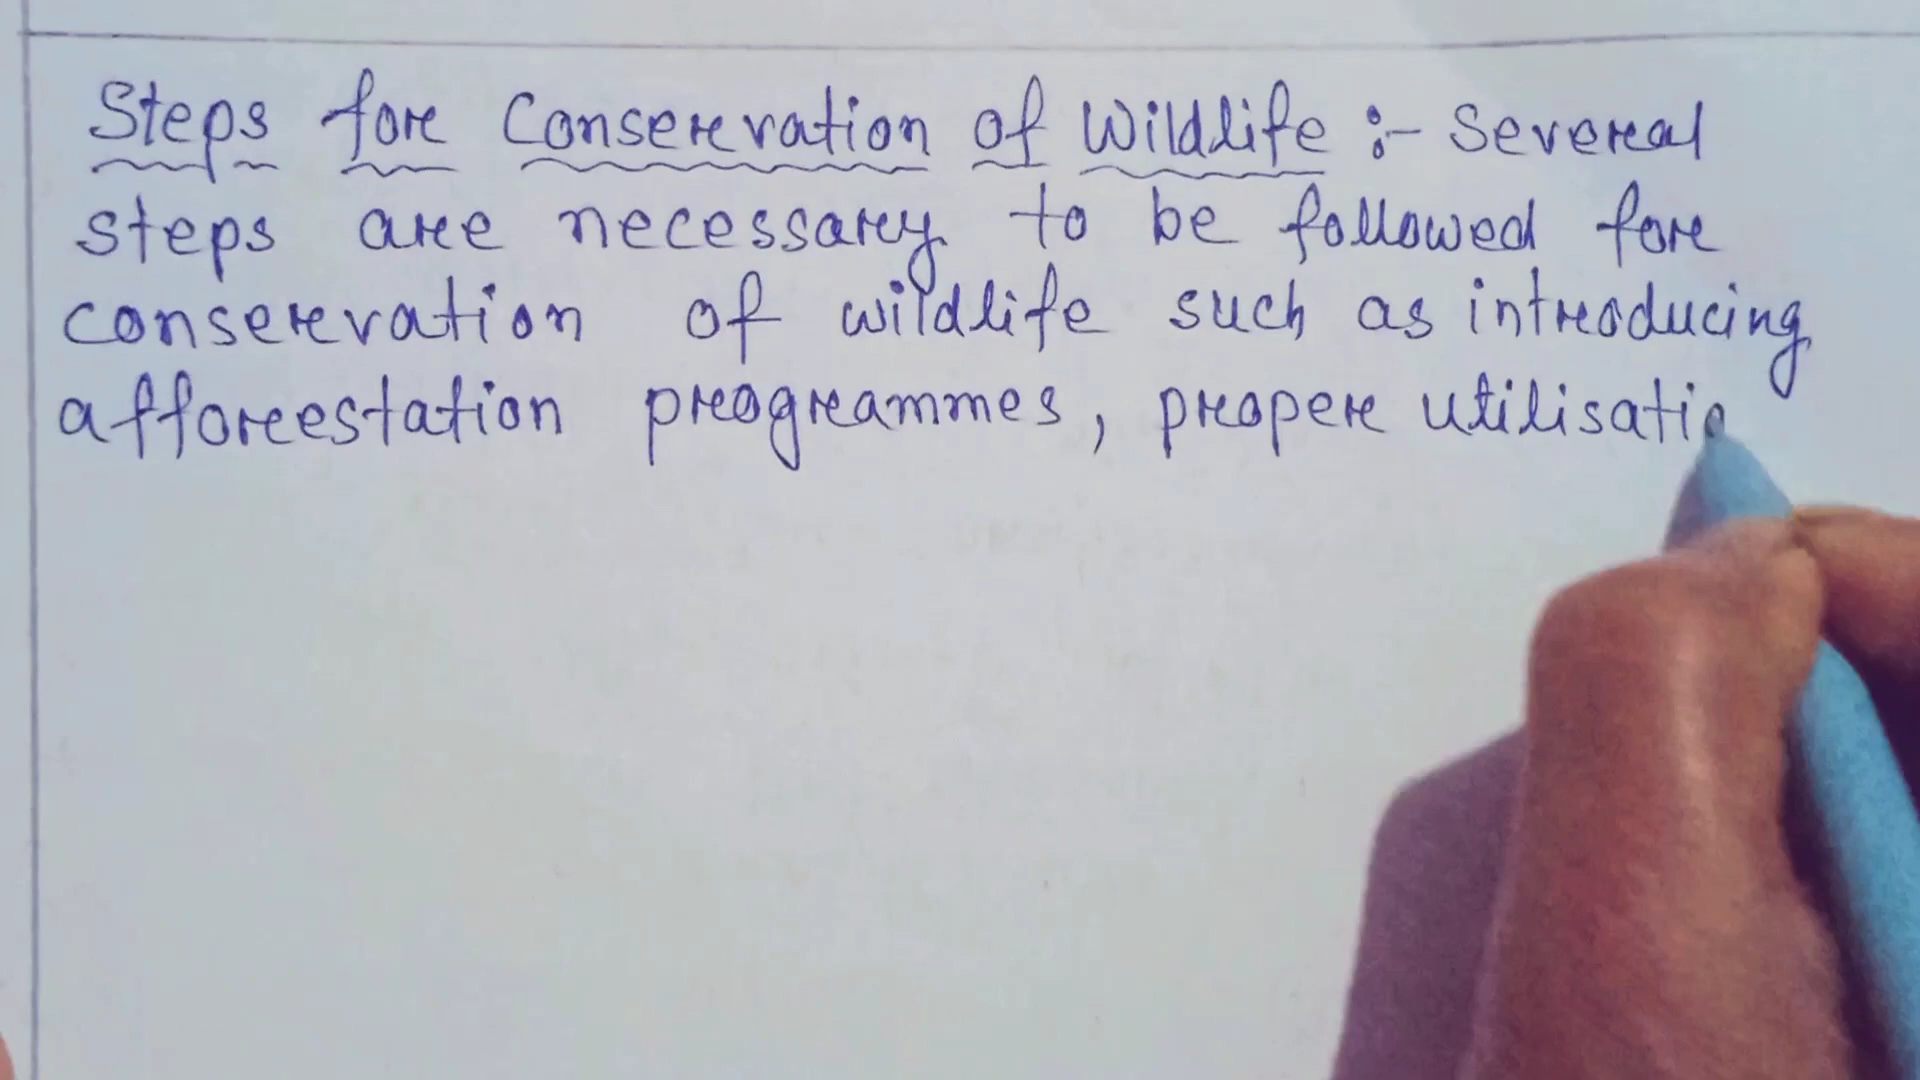 Steps for Conservation of Wildlife :- Several
steps are necessary to be followed for
conservation of wildlife such as introducing
afforestation programmes, proper utilisatio